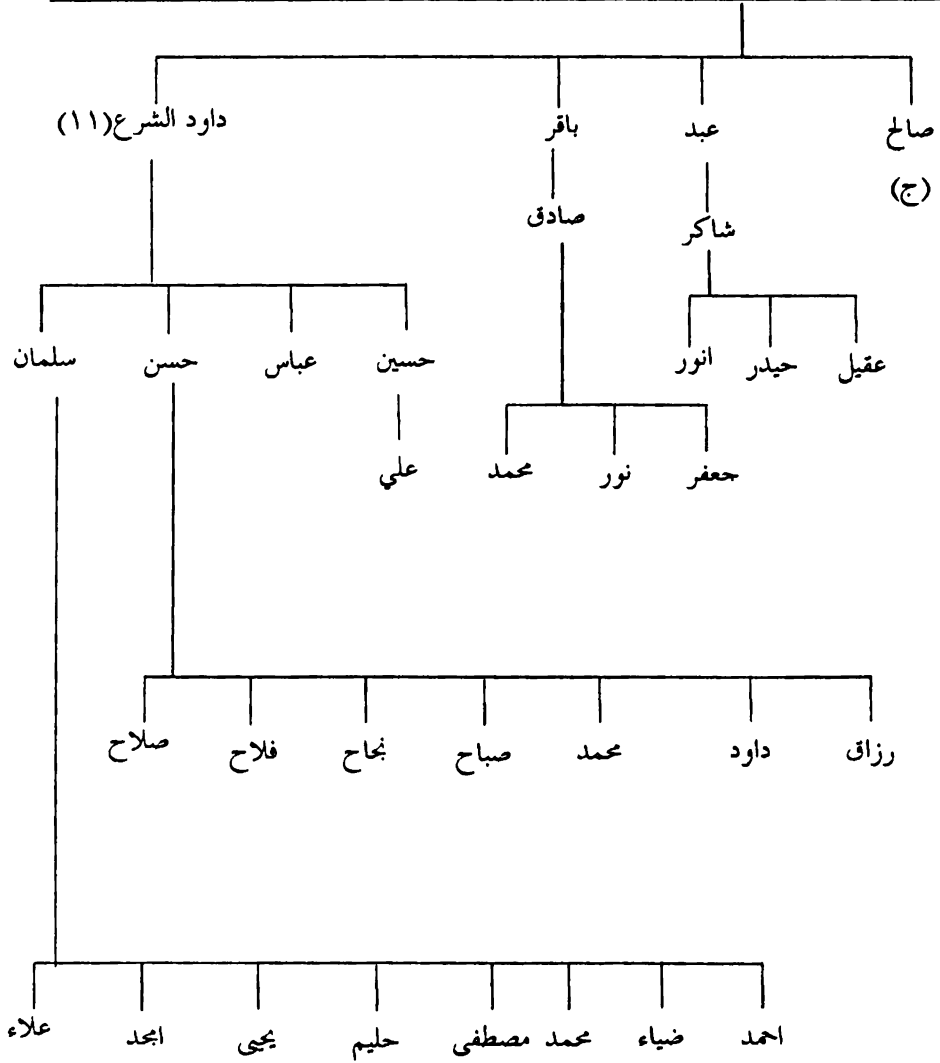 صالح عبد باقر داود الشرع (١١)
(ج)
شاكر صادق
عقيل حيدر انور حسين عباس حسن سلمان
جعفر نور محمد علي
رزاق داود محمد صباح نجاح فلاح صلاح
احمد ضياء محمد مصطفى حليم يحيى امجد علاء